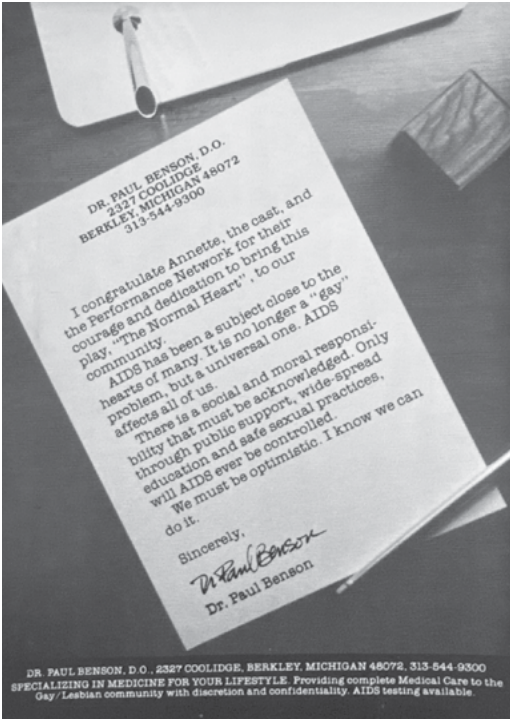 DR. PAUL BENSON, D.O.
2327 COOLIDGE
BERKLEY, MICHIGAN 48072
313-544-9300
I congratulate Annette, the cast, and
the Performance Network for their
courage and dedication to bring this
play, "The Normal Heart", to our
community.
AIDS has been a subject close to the
hearts of many. It is no longer a "gay"
problem, but a universal one. AIDS
affects all of us.
There is a social and moral responsi-
bility that must be acknowledged. Only
through public support, wide-spread
education and safe sexual practices,
will AIDS ever be controlled.
We must be optimistic. I know we can
do it.
Sincerely,
Dr Paul Benson
Dr. Paul Benson
DR. PAUL BENSON, D.O., 2327 COOLIDGE, BERKLEY, MICHIGAN 48072, 313-544-9300
SPECIALIZING IN MEDICINE FOR YOUR LIFESTYLE. Providing complete Medical Care to the
Gay/Lesbian community with discretion and confidentiality. AIDS testing available.